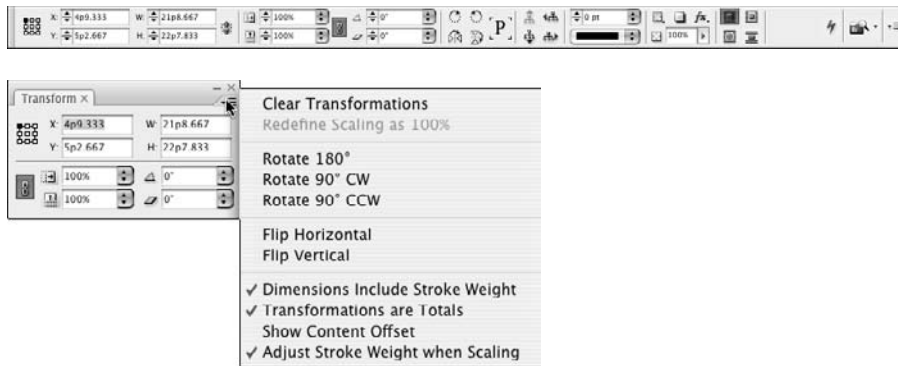 X: 4p9.333 W: 21p8.667 100% 0° P 0 pt fx.
Y: 5p2.667 H: 22p7.833 100% 0° 100%
Transform ×
X: 4p9.333 W: 21p8.667
Y: 5p2.667 H: 22p7.833
100% 0°
100% 0°
Clear Transformations
Redefine Scaling as 100%
Rotate 180°
Rotate 90° CW
Rotate 90° CCW
Flip Horizontal
Flip Vertical
✓ Dimensions Include Stroke Weight
✓ Transformations are Totals
Show Content Offset
✓ Adjust Stroke Weight when Scaling